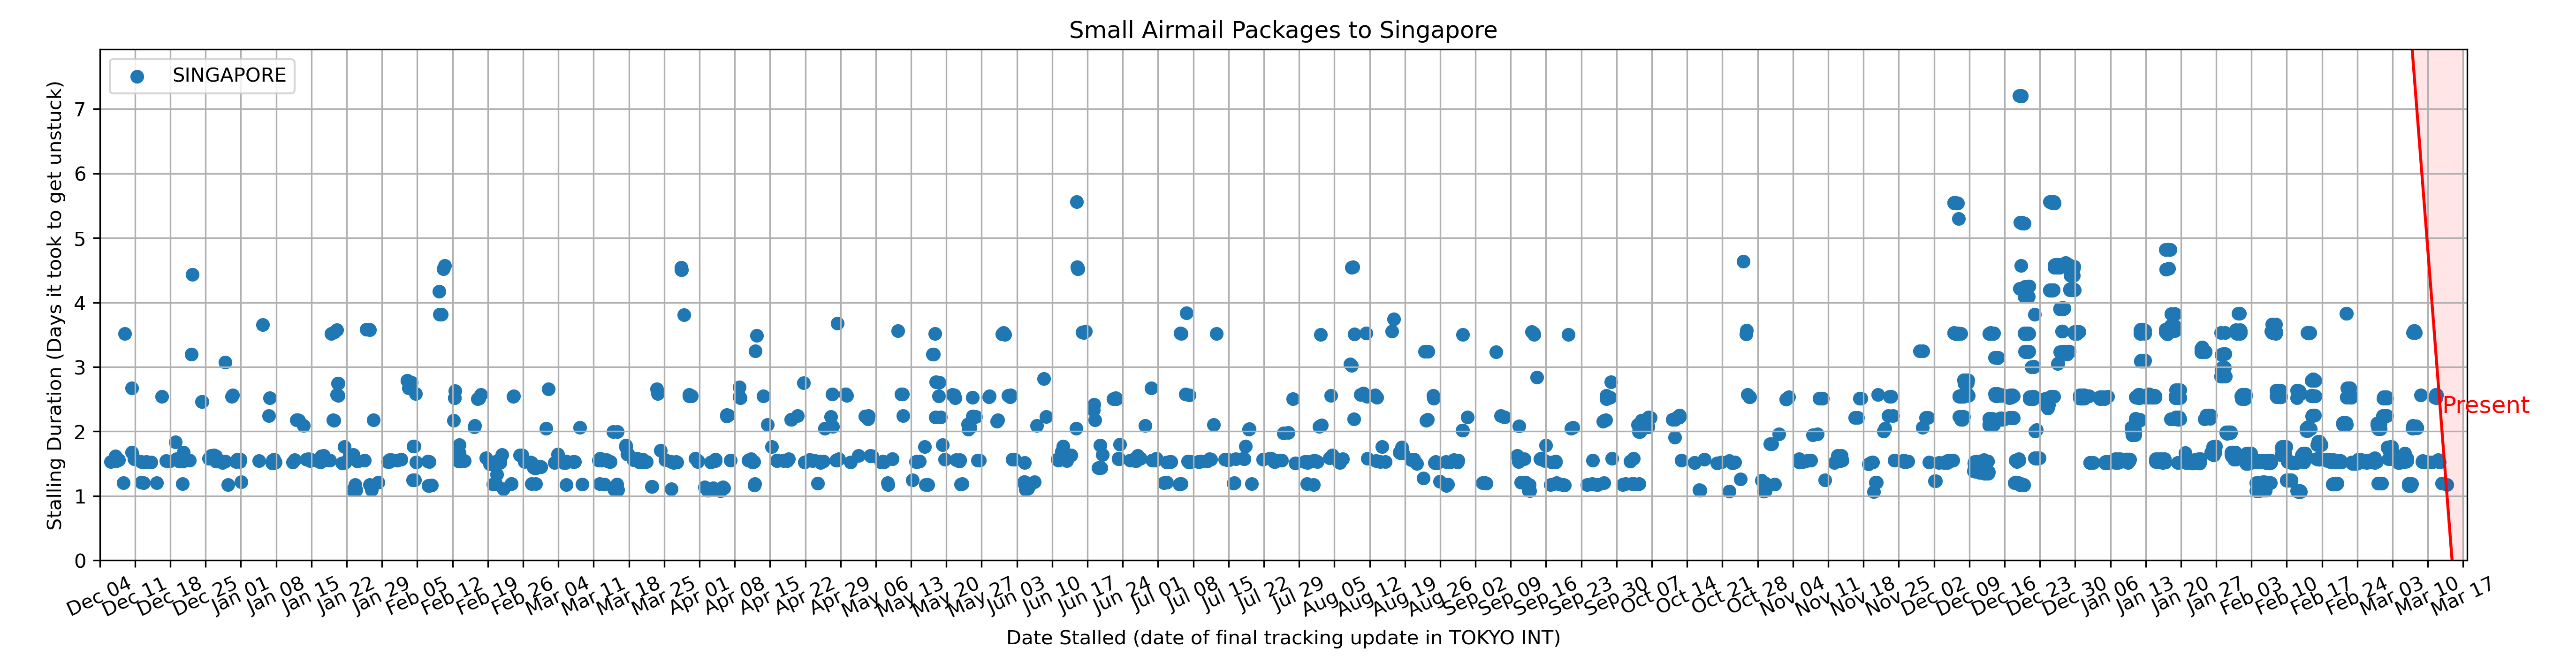 Small Airmail Packages to Singapore
SINGAPORE
Stalling Duration (Days it took to get unstuck)
7
6
5
4
3
2
1
0
Present
Dec 04 Dec 11 Dec 18 Dec 25 Jan 01 Jan 08 Jan 15 Jan 22 Jan 29 Feb 05 Feb 12 Feb 19 Feb 26 Mar 04 Mar 11 Mar 18 Mar 25 Apr 01 Apr 08 Apr 15 Apr 22 Apr 29 May 06 May 13 May 20 May 27 Jun 03 Jun 10 Jun 17 Jun 24 Jul 01 Jul 08 Jul 15 Jul 22 Jul 29 Aug 05 Aug 12 Aug 19 Aug 26 Sep 02 Sep 09 Sep 16 Sep 23 Sep 30 Oct 07 Oct 14 Oct 21 Oct 28 Nov 04 Nov 11 Nov 18 Nov 25 Dec 02 Dec 09 Dec 16 Dec 23 Dec 30 Jan 06 Jan 13 Jan 20 Jan 27 Feb 03 Feb 10 Feb 17 Feb 24 Mar 03 Mar 10 Mar 17
Date Stalled (date of final tracking update in TOKYO INT)